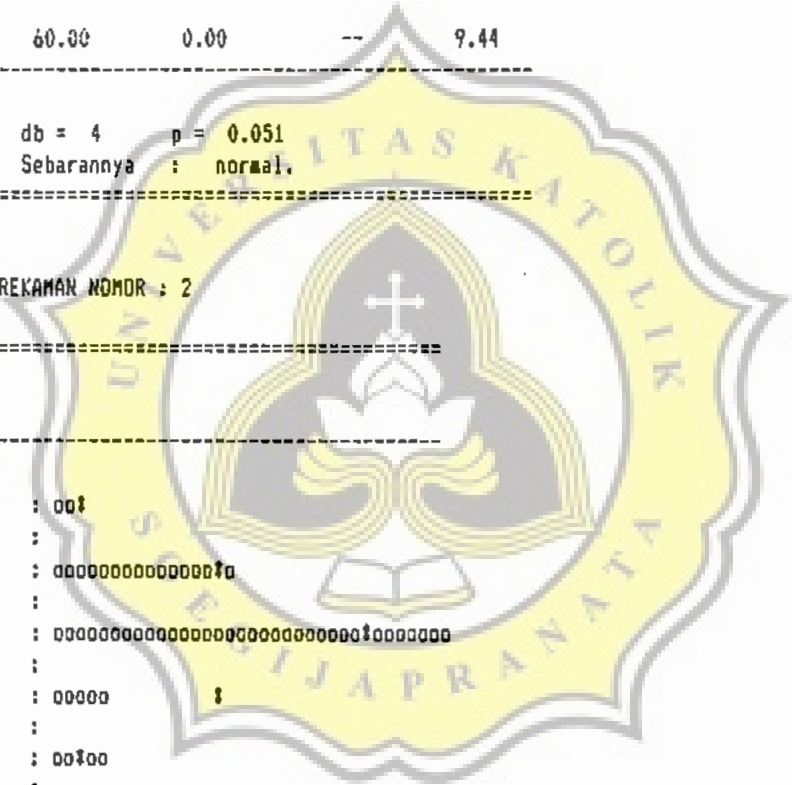 60.00 0.00 -- 9.44
--------------------------------------------------
db = 4 p = 0.051
Sebarannya : normal.
==================================================
REKAMAN NOMOR : 2
==========================================
------------------------------------------
: oo*
:
: ooooooooooooooo*o
:
: ooooooooooooooooooooooooooooo*ooooooo
:
: ooooo *
:
: oo*oo
UNIVERSITAS KATOLIK
SOEGIJAPRANATA